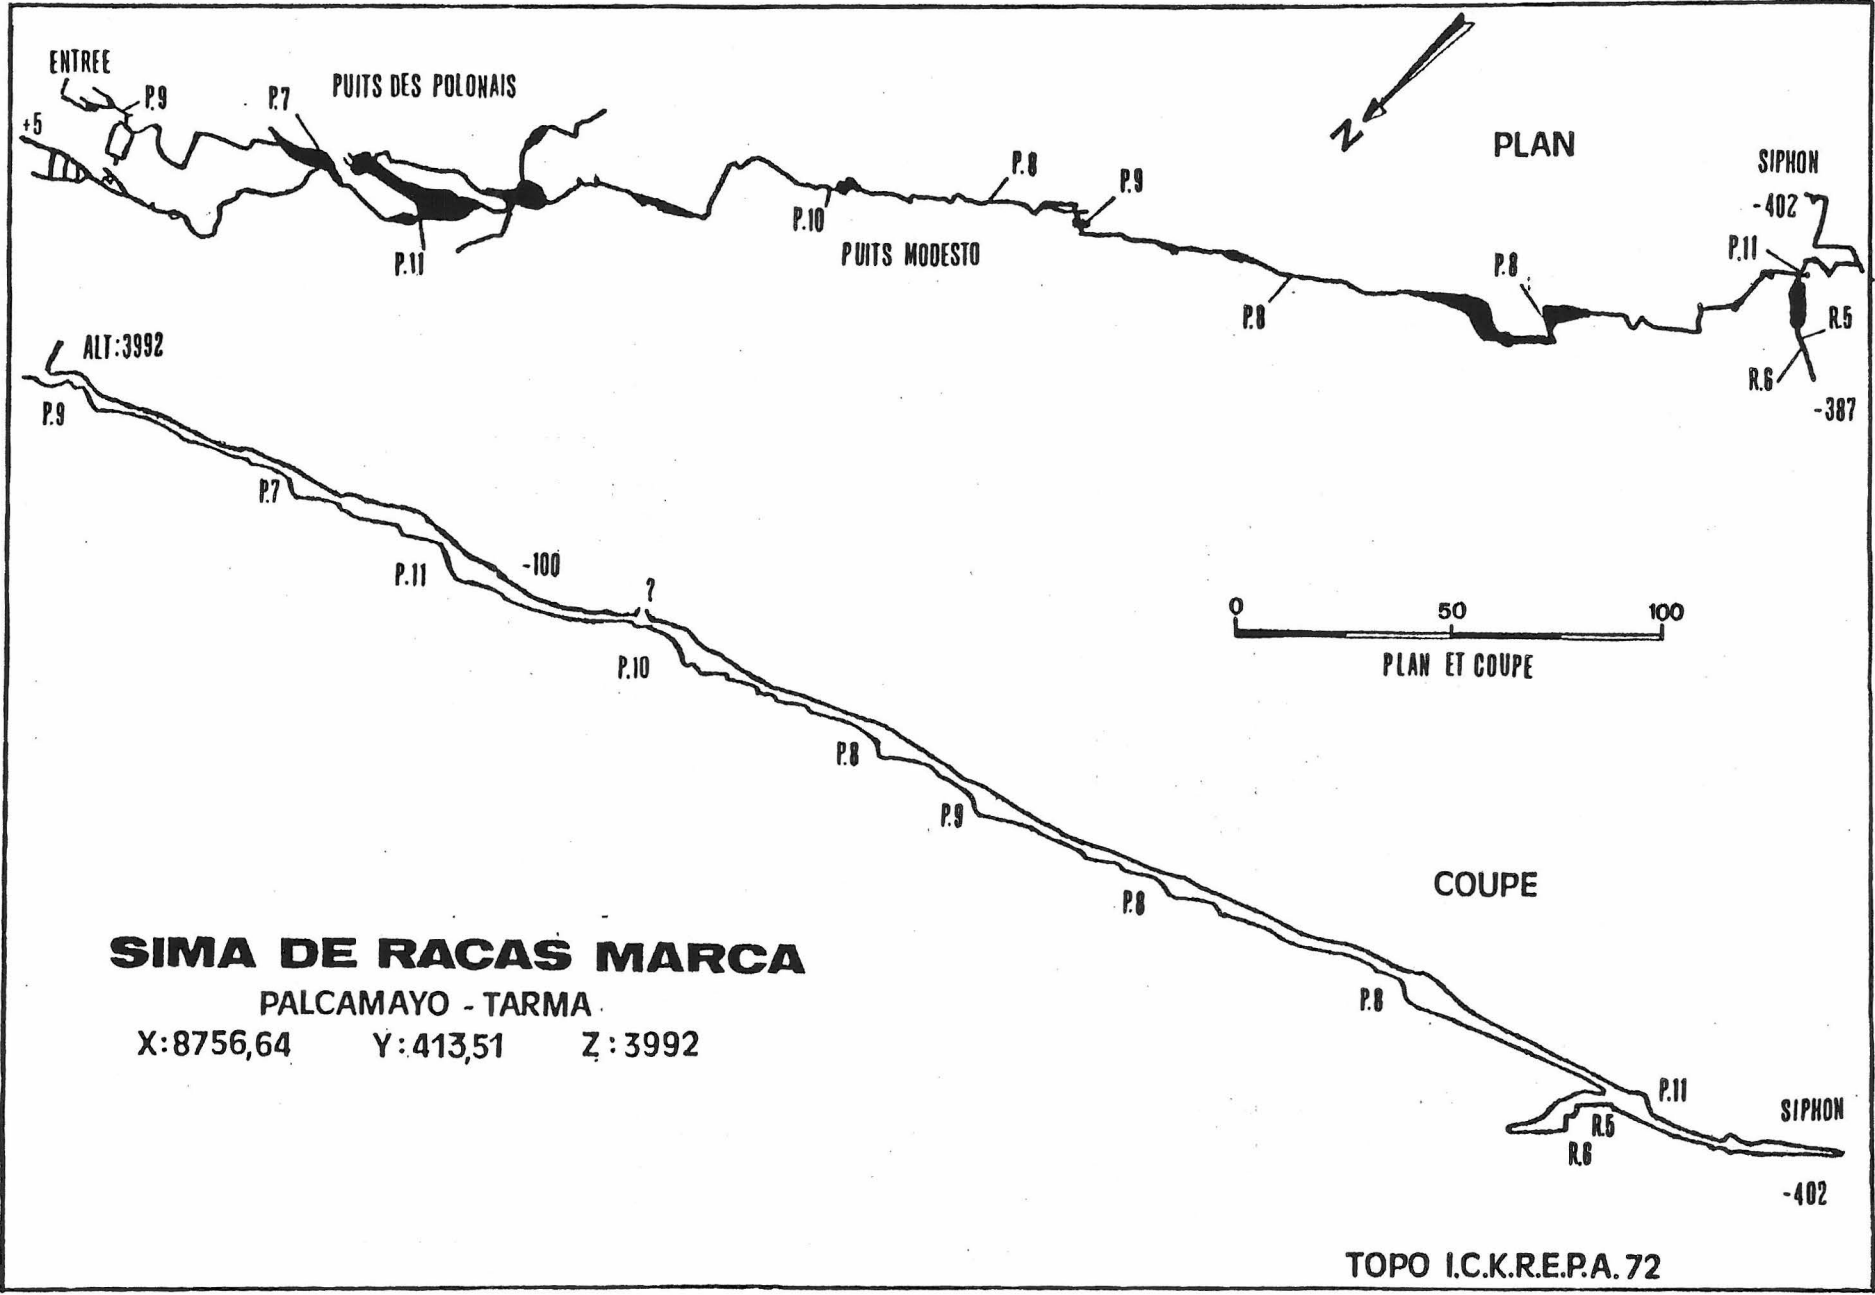 ENTREE
P.9
P.7
PUITS DES POLONAIS
+5
P.11
P.10
PUITS MODESTO
P.8
P.9
N
PLAN
P.8
P.8
SIPHON
-402
P.11
R.5
R.6
-387
ALT:3992
P.9
P.7
P.11
-100
?
P.10
0 50 100
PLAN ET COUPE
P.8
P.9
P.8
COUPE
P.8
P.11
R.5
R.6
SIPHON
-402
SIMA DE RACAS MARCA
PALCAMAYO - TARMA
X:8756,64 Y:413,51 Z:3992
TOPO I.C.K.R.E.P.A. 72